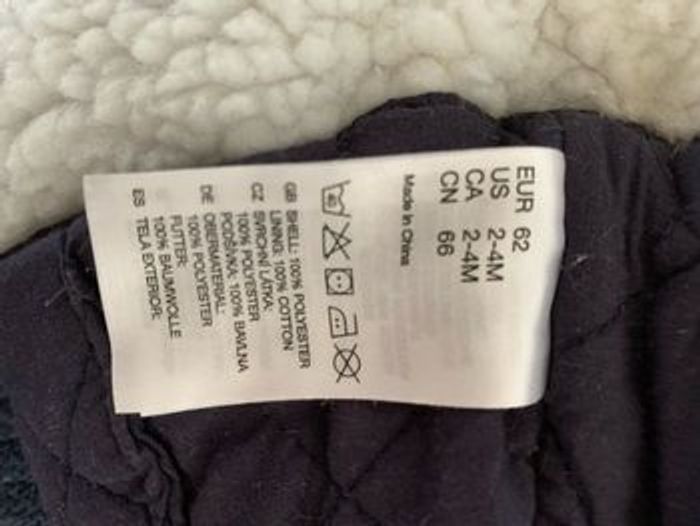 EUR 62
US 2-4M
CA 2-4M
CN 66
Made in China
40
GB SHELL: 100% POLYESTER
LINING: 100% COTTON
CZ SVRCHNÍ LÁTKA:
100% POLYESTER
PODŠÍVKA: 100% BAVLNA
DE OBERMATERIAL:
100% POLYESTER
FUTTER:
100% BAUMWOLLE
ES TELA EXTERIOR: